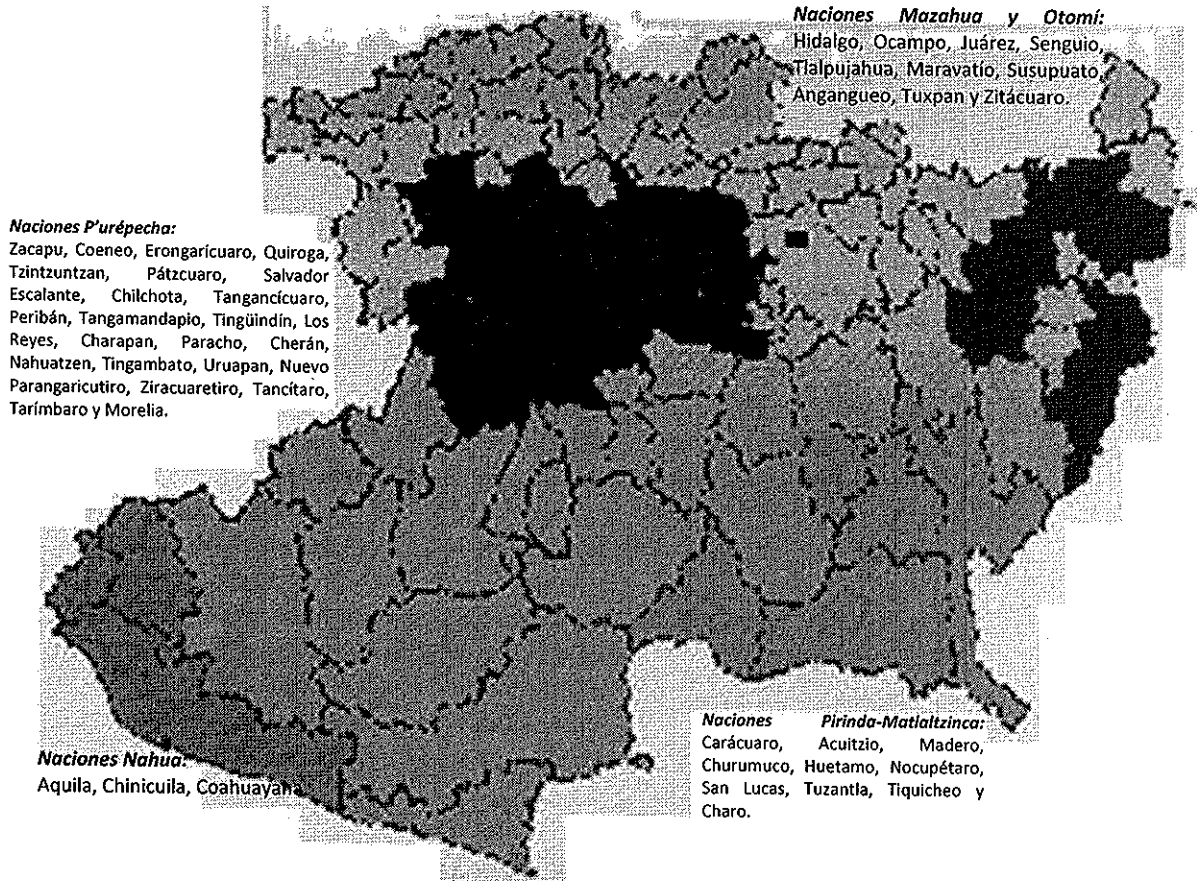 Naciones Mazahua y Otomí:
Hidalgo, Ocampo, Juárez, Senguio,
Tlalpujahua, Maravatío, Susupuato,
Angangueo, Tuxpan y Zitácuaro.
Naciones P'urépecha:
Zacapu, Coeneo, Erongarícuaro, Quiroga,
Tzintzuntzan, Pátzcuaro, Salvador
Escalante, Chilchota, Tangancícuaro,
Peribán, Tangamandapio, Tingüindín, Los
Reyes, Charapan, Paracho, Cherán,
Nahuatzen, Tingambato, Uruapan, Nuevo
Parangaricutiro, Ziracuaretiro, Tancítaro,
Tarímbaro y Morelia.
Naciones Nahua:
Aquila, Chinicuila, Coahuayana
Naciones Pirinda-Matlaltzinca:
Carácuaro, Acuitzio, Madero,
Churumuco, Huetamo, Nocupétaro,
San Lucas, Tuzantla, Tiquicheo y
Charo.